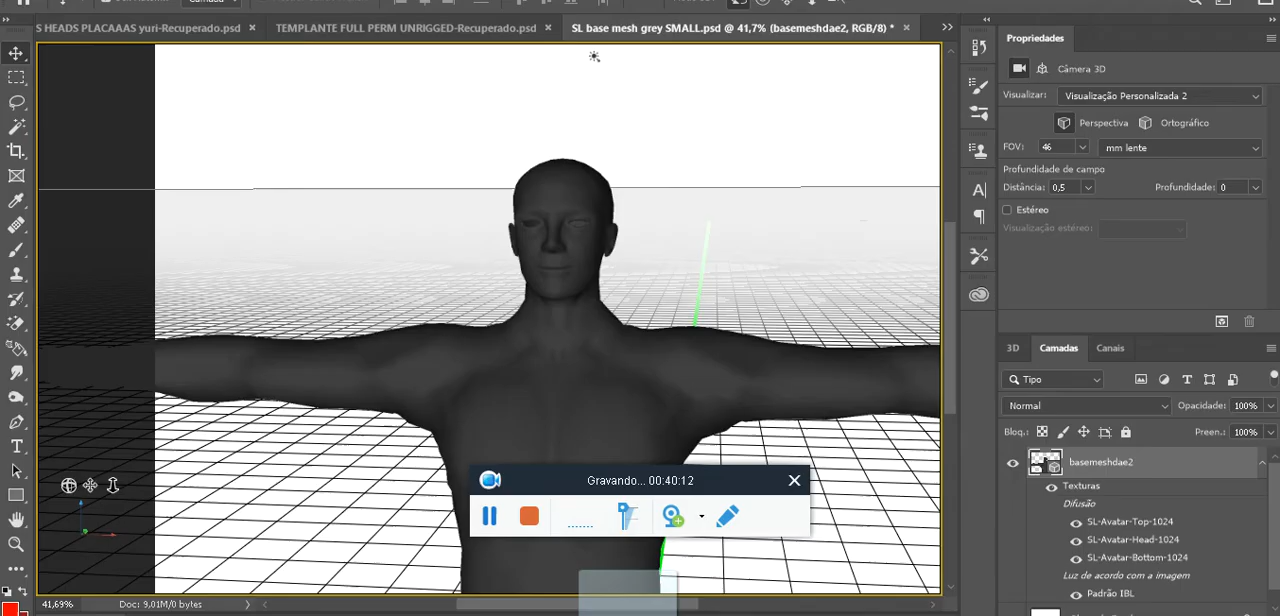 S HEADS PLACAAAS yuri-Recuperado.psd × TEMPLANTE FULL PERM UNRIGGED-Recuperado.psd × SL base mesh grey SMALL.psd @ 41,7% (basemeshdae2, RGB/8) * ×
Propriedades
Câmera 3D
Visualizar: Visualização Personalizada 2
Perspectiva Ortográfico
FOV: 46 mm lente
Profundidade de campo
Distância: 0,5 Profundidade: 0
Estéreo
Visualização estéreo:
3D Camadas Canais
Tipo
Normal Opacidade: 100%
Bloq.: Preen.: 100%
basemeshdae2
Texturas
Difusão
SL-Avatar-Top-1024
SL-Avatar-Head-1024
SL-Avatar-Bottom-1024
Luz de acordo com a imagem
Padrão IBL
Gravando... 00:40:12
41,69% Doc: 9,01M/0 bytes